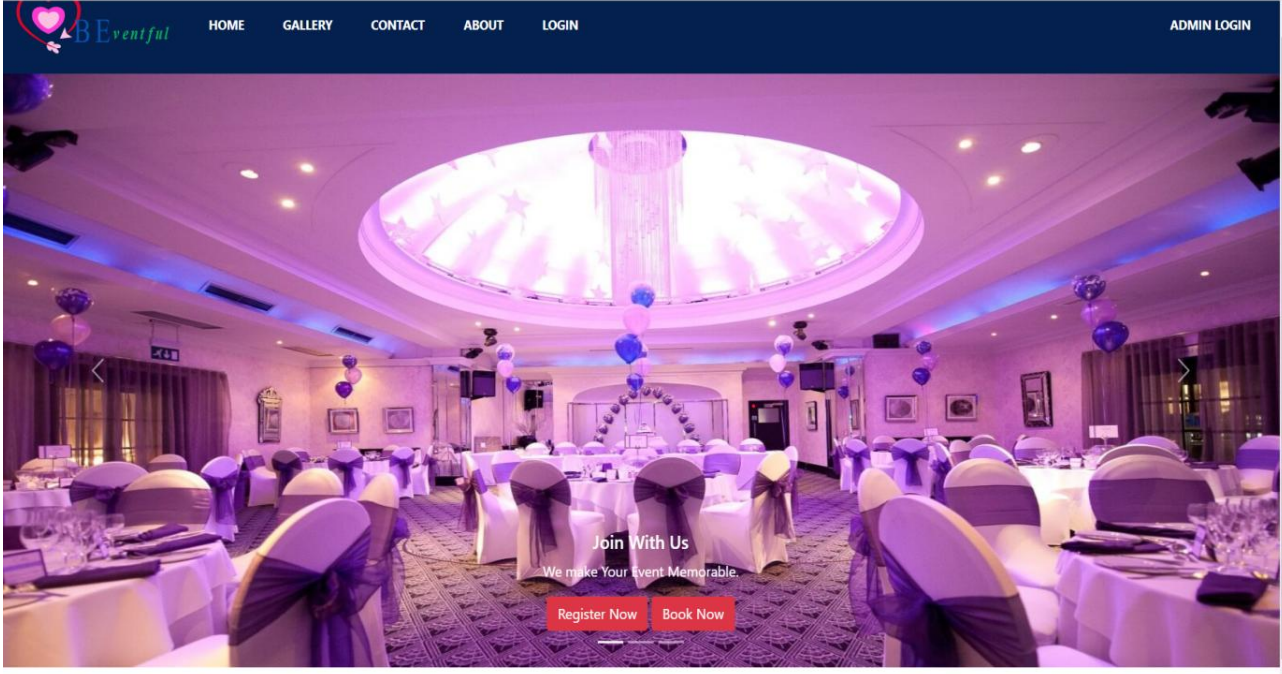 BEventful
HOME GALLERY CONTACT ABOUT LOGIN ADMIN LOGIN
Join With Us
We make Your Event Memorable.
Register Now Book Now